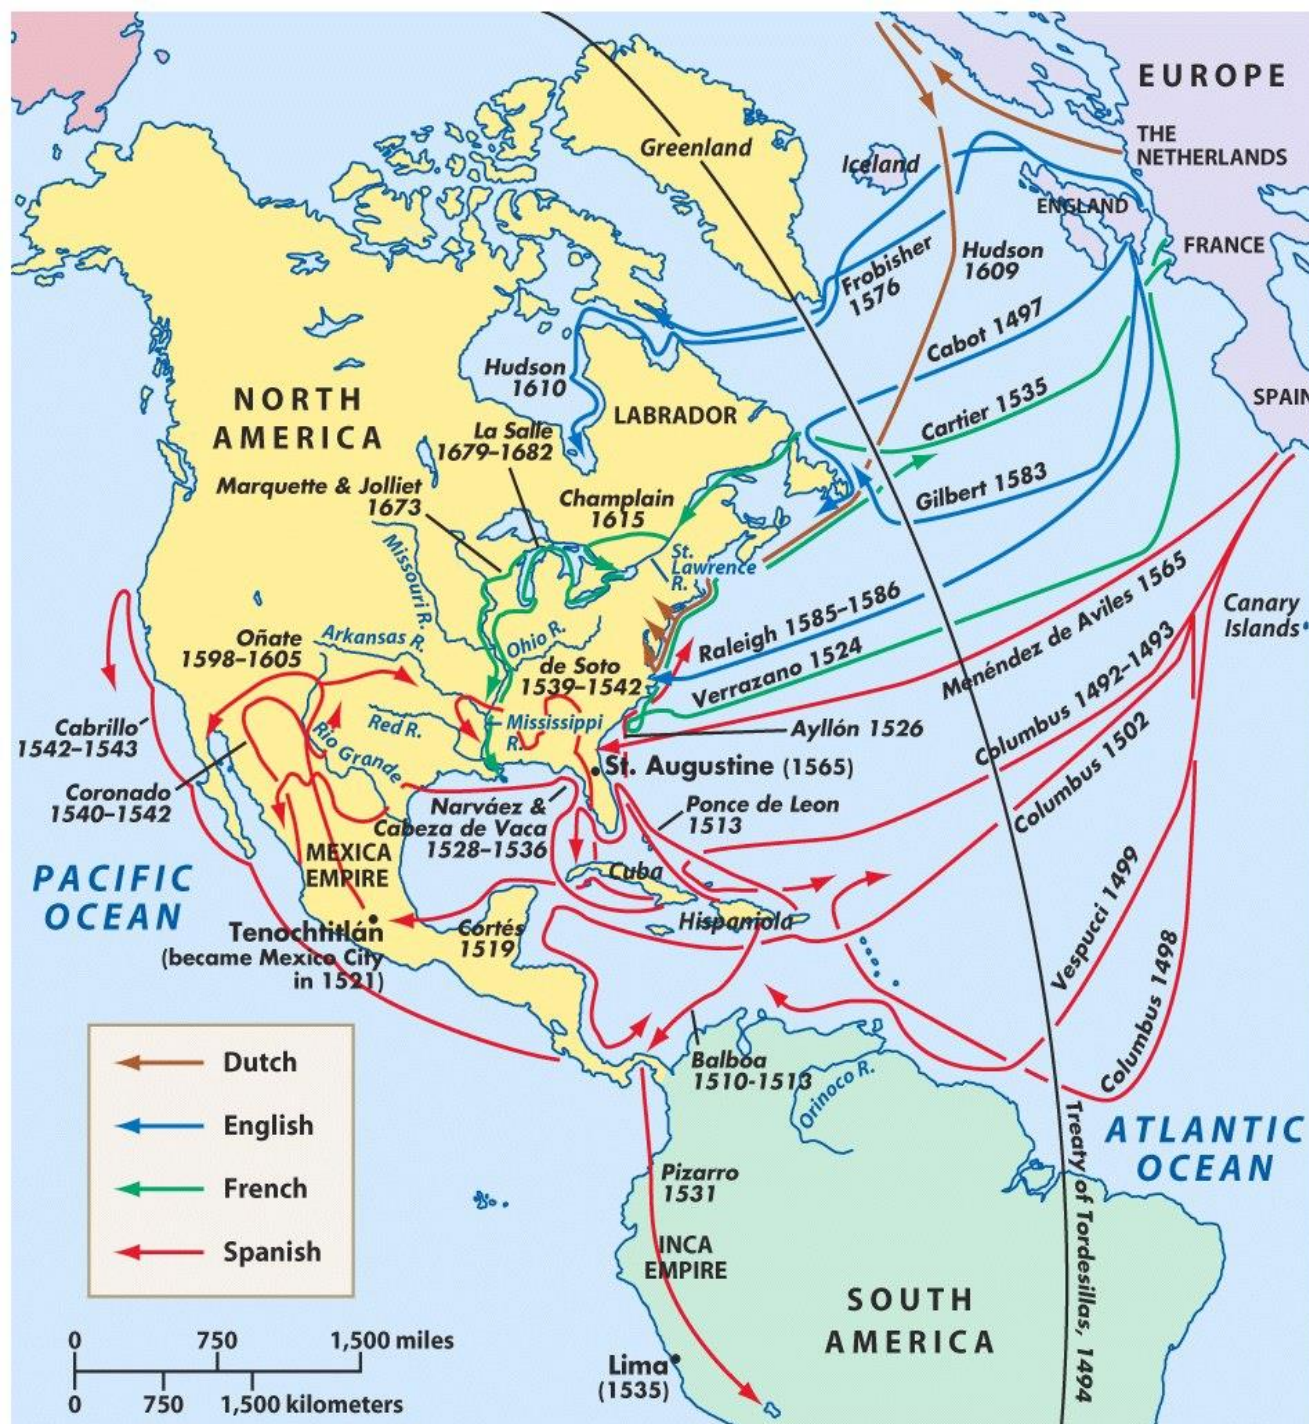 EUROPE
THE
NETHERLANDS
Greenland
Iceland
ENGLAND
FRANCE
Hudson
1609
Frobisher
1576
Cabot 1497
Hudson
1610
NORTH
AMERICA
LABRADOR
Cartier 1535
SPAIN
La Salle
1679–1682
Marquette & Jolliet
1673
Champlain
1615
Gilbert 1583
St.
Lawrence
R.
Missouri R.
Menéndez de Aviles 1565
Canary
Islands
Raleigh 1585–1586
Oñate
1598–1605
Arkansas R.
Ohio R.
de Soto
1539–1542
Verrazano 1524
Columbus 1492–1493
Cabrillo
1542–1543
Red R.
Mississippi
R.
Rio Grande
Ayllón 1526
Columbus 1502
St. Augustine (1565)
Coronado
1540–1542
Narváez &
Cabeza de Vaca
1528–1536
Ponce de Leon
1513
MEXICA
EMPIRE
PACIFIC
OCEAN
Cuba
Hispaniola
Tenochtitlán
(became Mexico City
in 1521)
Cortés
1519
Vespucci 1499
Columbus 1498
Balboa
1510-1513
Orinoco R.
ATLANTIC
OCEAN
Treaty of Tordesillas, 1494
Pizarro
1531
INCA
EMPIRE
SOUTH
AMERICA
Lima
(1535)
Dutch
English
French
Spanish
0 750 1,500 miles
0 750 1,500 kilometers